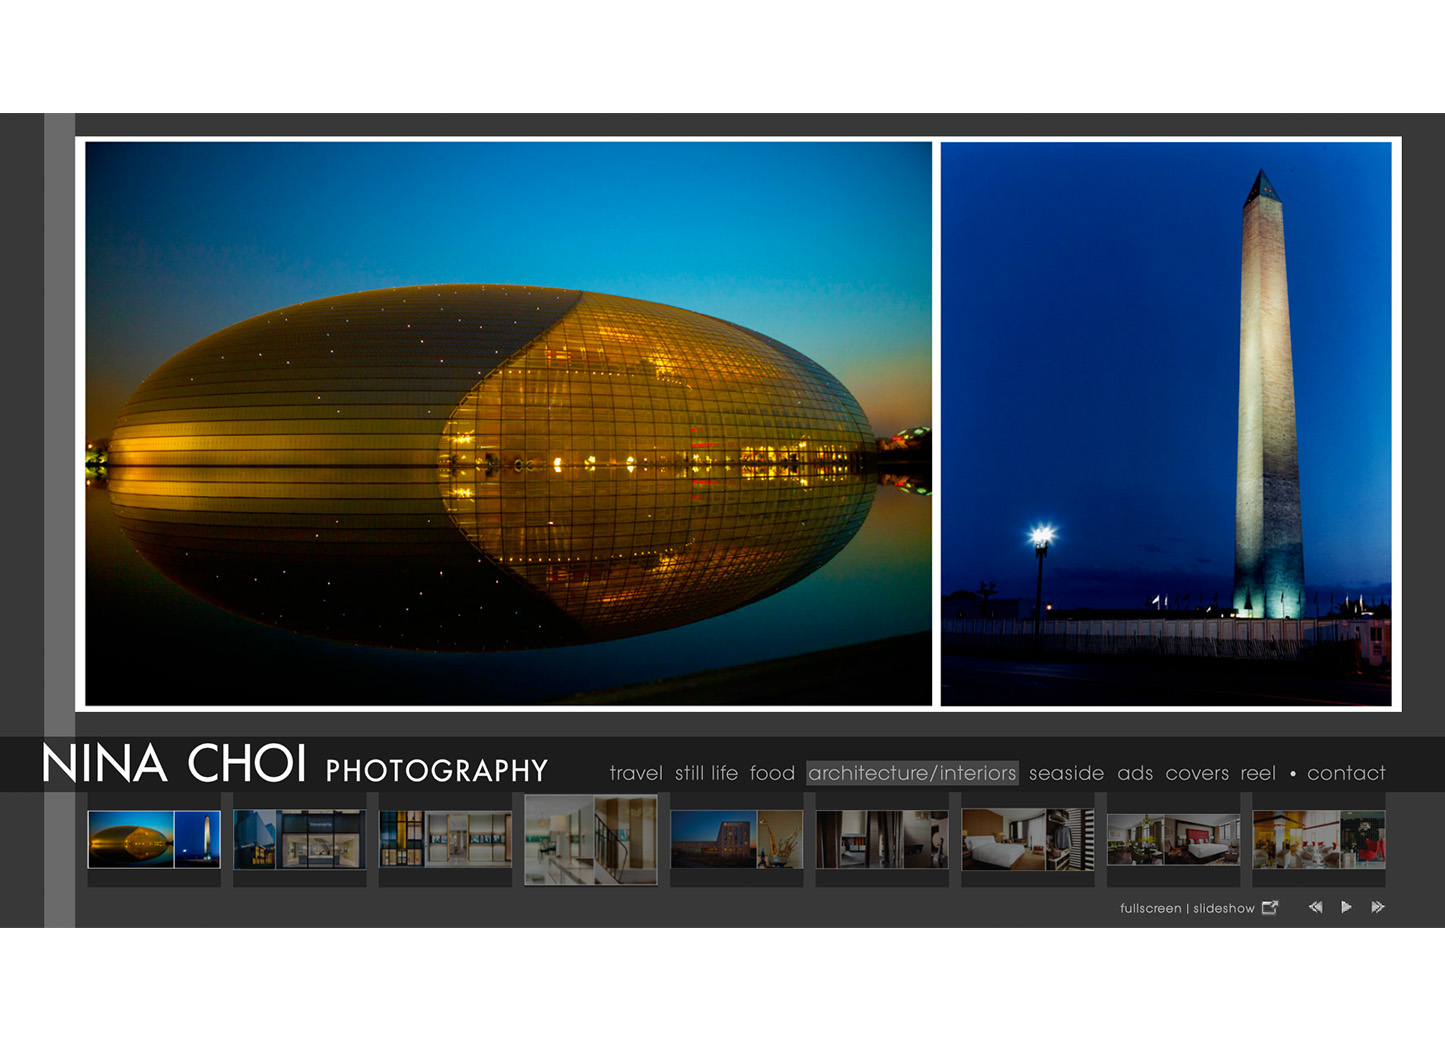 NINA CHOI PHOTOGRAPHY
travel still life food architecture/interiors seaside ads covers reel • contact
fullscreen | slideshow